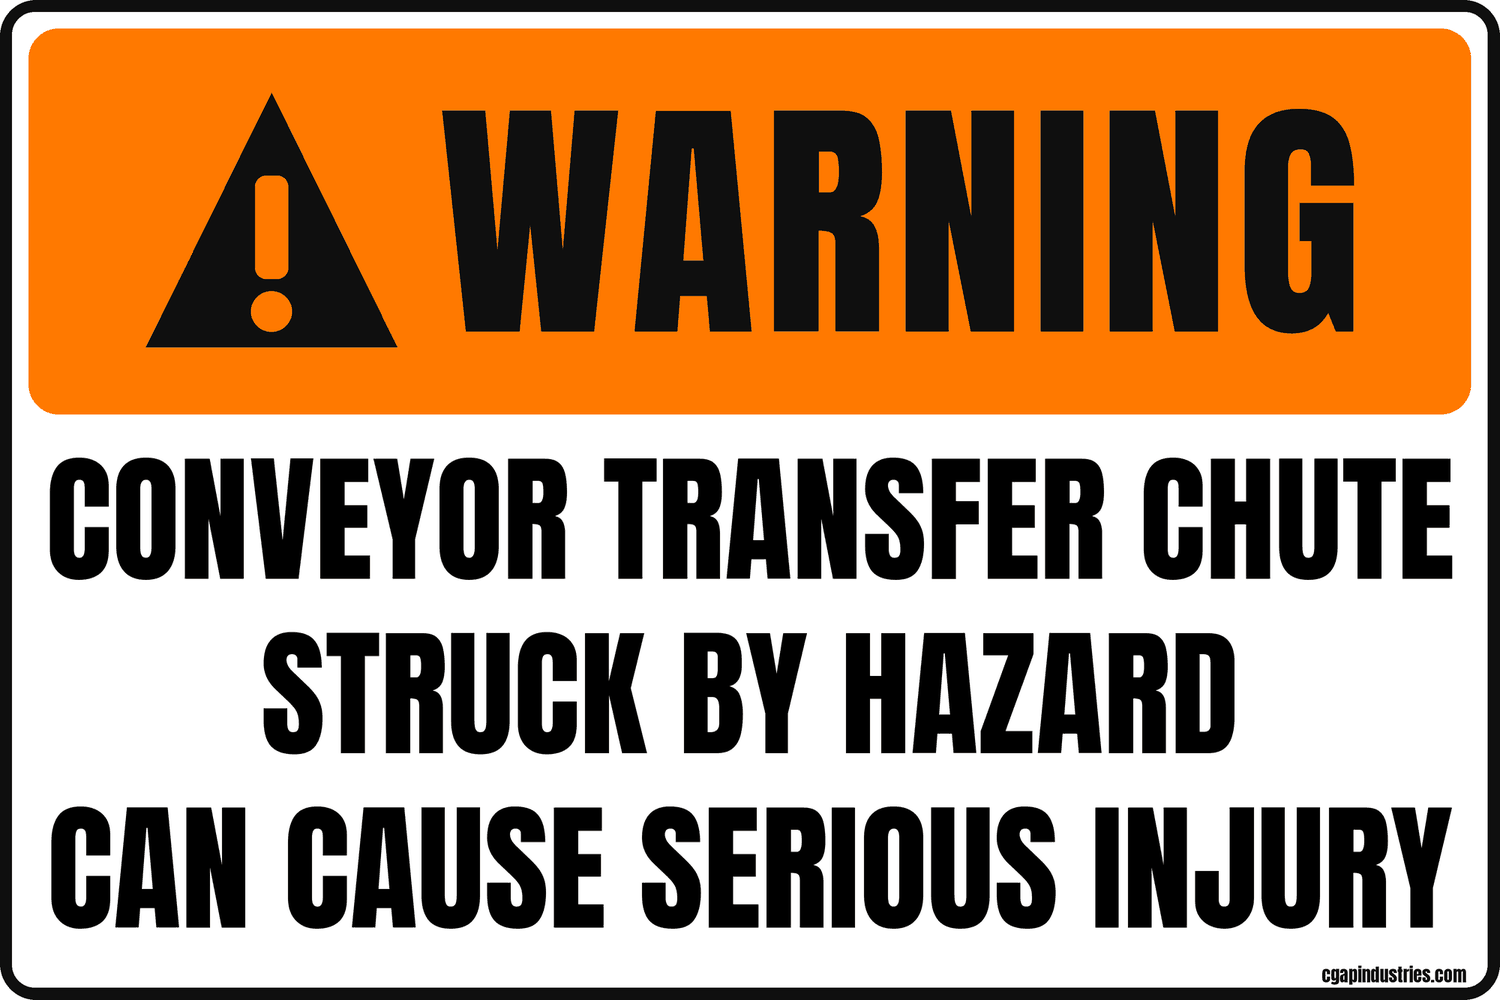 WARNING
CONVEYOR TRANSFER CHUTE
STRUCK BY HAZARD
CAN CAUSE SERIOUS INJURY
cgapindustries.com